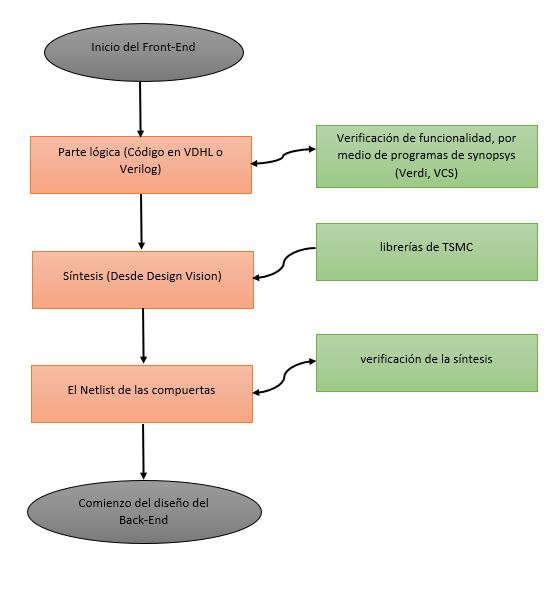 Inicio del Front-End
Parte lógica (Código en VDHL o
Verilog)
Verificación de funcionalidad, por
medio de programas de synopsys
(Verdi, VCS)
librerías de TSMC
Síntesis (Desde Design Vision)
verificación de la síntesis
El Netlist de las compuertas
Comienzo del diseño del
Back-End